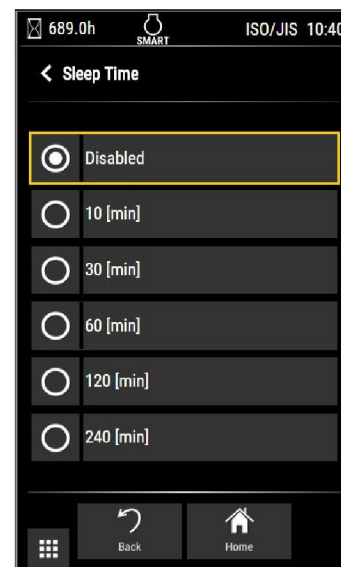 689.0h SMART ISO/JIS 10:40
Sleep Time
Disabled
10 [min]
30 [min]
60 [min]
120 [min]
240 [min]
Back Home